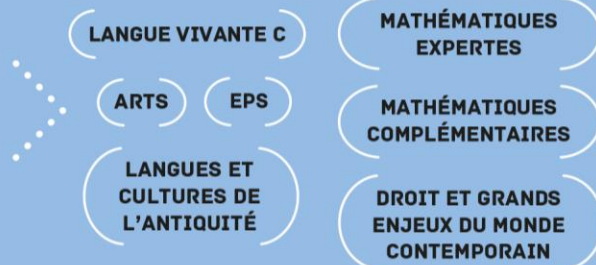 LANGUE VIVANTE C
ARTS
EPS
LANGUES ET
CULTURES DE
L'ANTIQUITÉ
MATHÉMATIQUES
EXPERTES
MATHÉMATIQUES
COMPLÉMENTAIRES
DROIT ET GRANDS
ENJEUX DU MONDE
CONTEMPORAIN